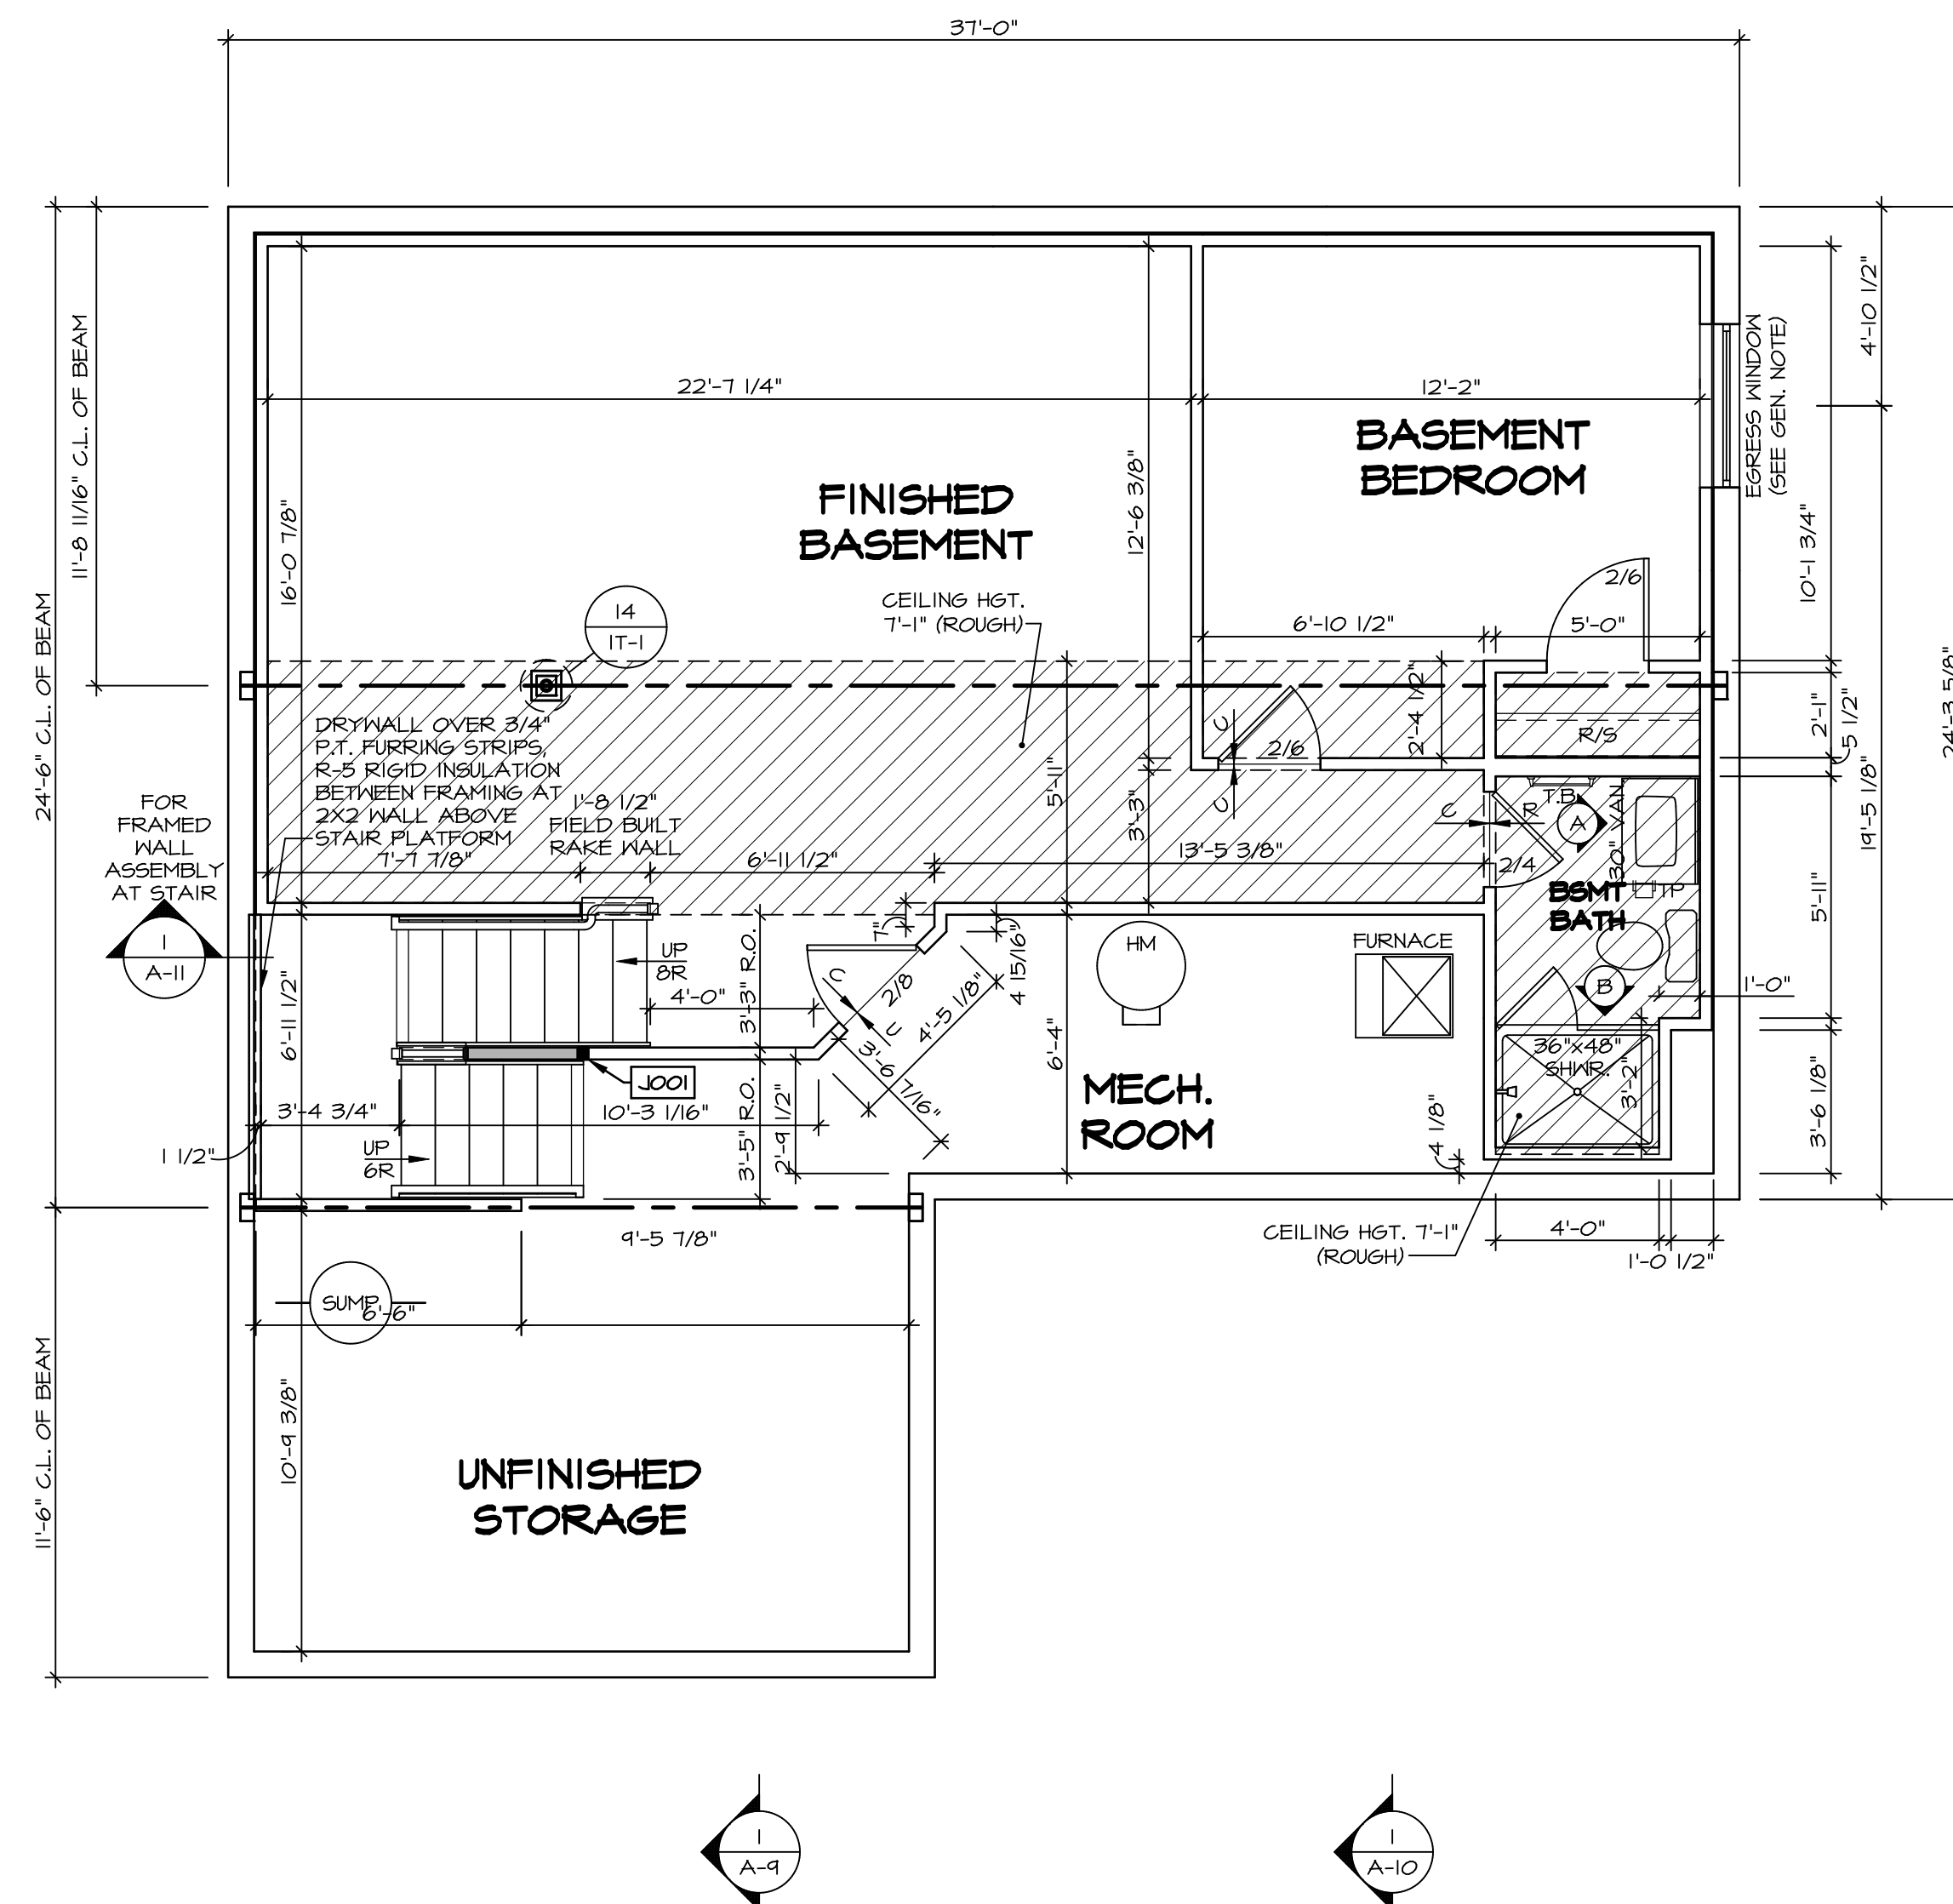 37'-0"
24'-6" C.L. OF BEAM
11'-8 11/16" C.L. OF BEAM
4'-10 1/2"
EGRESS WINDOW
(SEE GEN. NOTE)
22'-7 1/4"
12'-2"
BASEMENT
BEDROOM
FINISHED
BASEMENT
16'-0 7/8"
12'-6 3/8"
10'-1 3/4"
CEILING HGT.
7'-1" (ROUGH)
14
1T-1
2/6
6'-10 1/2"
5'-0"
24'-3 5/8"
2'-4 1/2"
2'-1"
5 1/2"
R/S
DRYWALL OVER 3/4"
P.T. FURRING STRIPS,
R-5 RIGID INSULATION
BETWEEN FRAMING AT
2X2 WALL ABOVE
STAIR PLATFORM
C
2/6
C
5'-11"
3'-3"
19'-5 1/8"
FOR
FRAMED
WALL
ASSEMBLY
AT STAIR
1'-8 1/2"
FIELD BUILT
RAKE WALL
7'-7 7/8"
6'-11 1/2"
13'-5 3/8"
C
R
T.B.
A
30" VAN
2/4
TP
BSMT
BATH
5'-11"
1
A-11
6'-11 1/2"
UP
8R
3'-3" R.O.
7"
4 15/16"
HM
FURNACE
4'-0"
C
2/8
C
4'-5 1/8"
3'-6 7/16"
6'-4"
B
1'-0"
36"x48"
SHWR.
3'-2"
3'-6 1/8"
J001
MECH.
ROOM
3'-4 3/4"
10'-3 1/16"
3'-5" R.O.
2'-9 1/2"
4 1/8"
1 1/2"
UP
6R
9'-5 7/8"
CEILING HGT. 7'-1"
(ROUGH)
4'-0"
1'-0 1/2"
SUMP
6'-6"
11'-6" C.L. OF BEAM
10'-9 3/8"
UNFINISHED
STORAGE
1
A-9
1
A-10